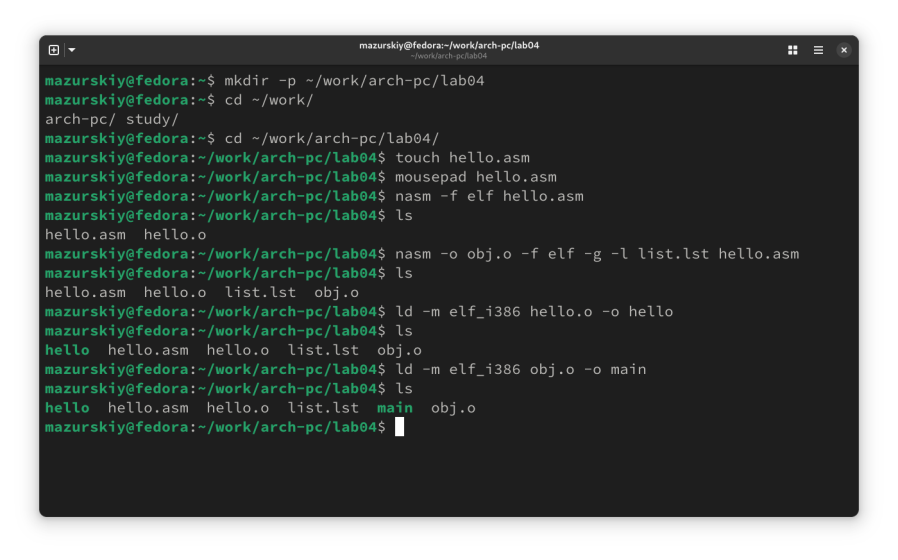 mazurskiy@fedora:~/work/arch-pc/lab04
~/work/arch-pc/lab04
mazurskiy@fedora:~$ mkdir -p ~/work/arch-pc/lab04
mazurskiy@fedora:~$ cd ~/work/
arch-pc/ study/
mazurskiy@fedora:~$ cd ~/work/arch-pc/lab04/
mazurskiy@fedora:~/work/arch-pc/lab04$ touch hello.asm
mazurskiy@fedora:~/work/arch-pc/lab04$ mousepad hello.asm
mazurskiy@fedora:~/work/arch-pc/lab04$ nasm -f elf hello.asm
mazurskiy@fedora:~/work/arch-pc/lab04$ ls
hello.asm  hello.o
mazurskiy@fedora:~/work/arch-pc/lab04$ nasm -o obj.o -f elf -g -l list.lst hello.asm
mazurskiy@fedora:~/work/arch-pc/lab04$ ls
hello.asm  hello.o  list.lst  obj.o
mazurskiy@fedora:~/work/arch-pc/lab04$ ld -m elf_i386 hello.o -o hello
mazurskiy@fedora:~/work/arch-pc/lab04$ ls
hello  hello.asm  hello.o  list.lst  obj.o
mazurskiy@fedora:~/work/arch-pc/lab04$ ld -m elf_i386 obj.o -o main
mazurskiy@fedora:~/work/arch-pc/lab04$ ls
hello  hello.asm  hello.o  list.lst  main  obj.o
mazurskiy@fedora:~/work/arch-pc/lab04$